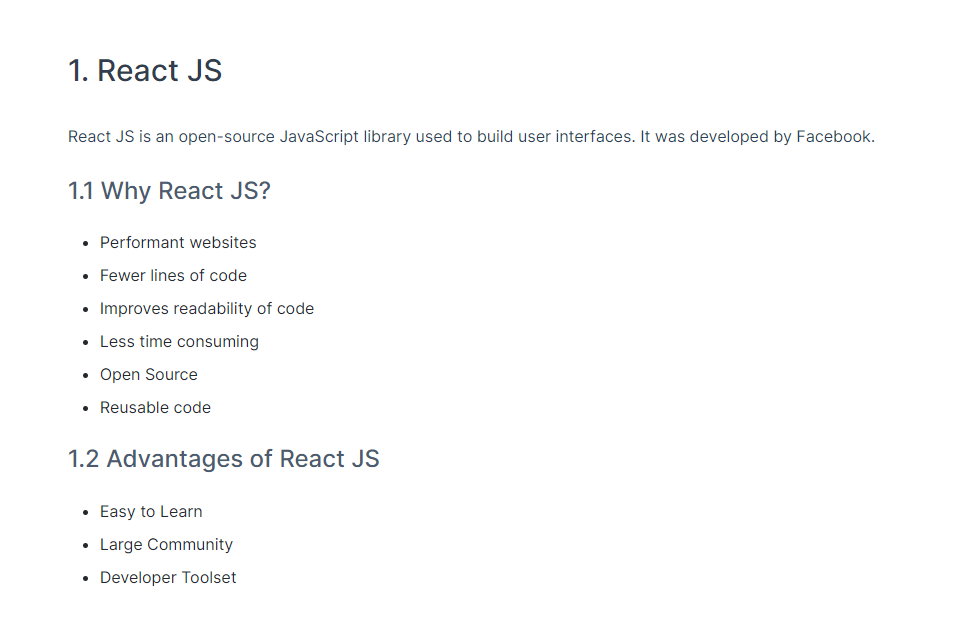 1. React JS
React JS is an open-source JavaScript library used to build user interfaces. It was developed by Facebook.
1.1 Why React JS?
• Performant websites
• Fewer lines of code
• Improves readability of code
• Less time consuming
• Open Source
• Reusable code
1.2 Advantages of React JS
• Easy to Learn
• Large Community
• Developer Toolset